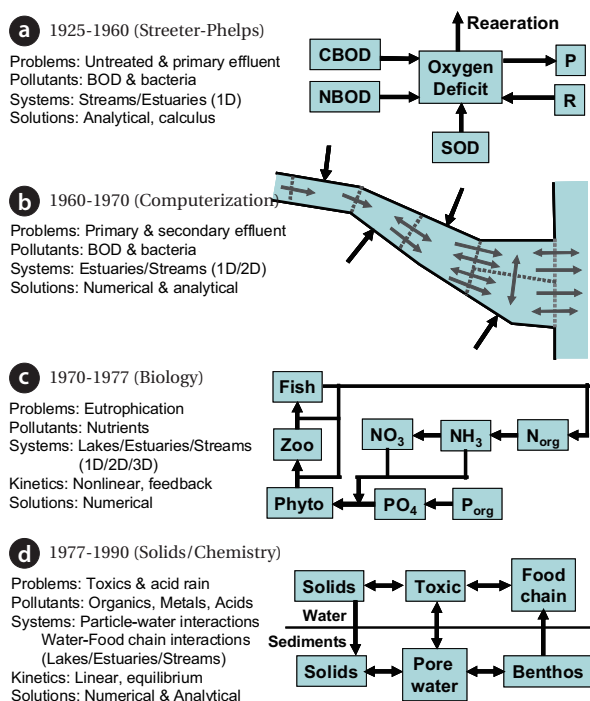 a 1925-1960 (Streeter-Phelps)
Problems: Untreated & primary effluent
Pollutants: BOD & bacteria
Systems: Streams/Estuaries (1D)
Solutions: Analytical, calculus
Reaeration
CBOD
Oxygen
Deficit
P
NBOD
R
SOD
b 1960-1970 (Computerization)
Problems: Primary & secondary effluent
Pollutants: BOD & bacteria
Systems: Estuaries/Streams (1D/2D)
Solutions: Numerical & analytical
c 1970-1977 (Biology)
Problems: Eutrophication
Pollutants: Nutrients
Systems: Lakes/Estuaries/Streams
(1D/2D/3D)
Kinetics: Nonlinear, feedback
Solutions: Numerical
Fish
Zoo
NO3
NH3
Norg
Phyto
PO4
Porg
d 1977-1990 (Solids/Chemistry)
Problems: Toxics & acid rain
Pollutants: Organics, Metals, Acids
Systems: Particle-water interactions
Water-Food chain interactions
(Lakes/Estuaries/Streams)
Kinetics: Linear, equilibrium
Solutions: Numerical & Analytical
Solids
Toxic
Food
chain
Water
Sediments
Solids
Pore
water
Benthos